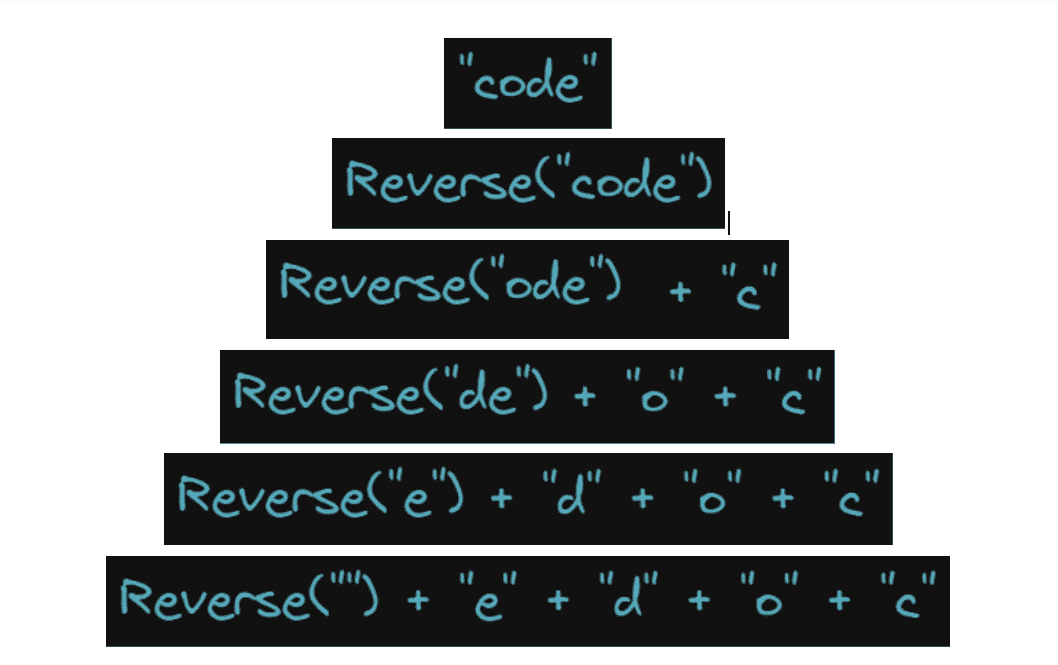 "code"
Reverse("code")
Reverse("ode") + "c"
Reverse("de") + "o" + "c"
Reverse("e") + "d" + "o" + "c"
Reverse("") + "e" + "d" + "o" + "c"